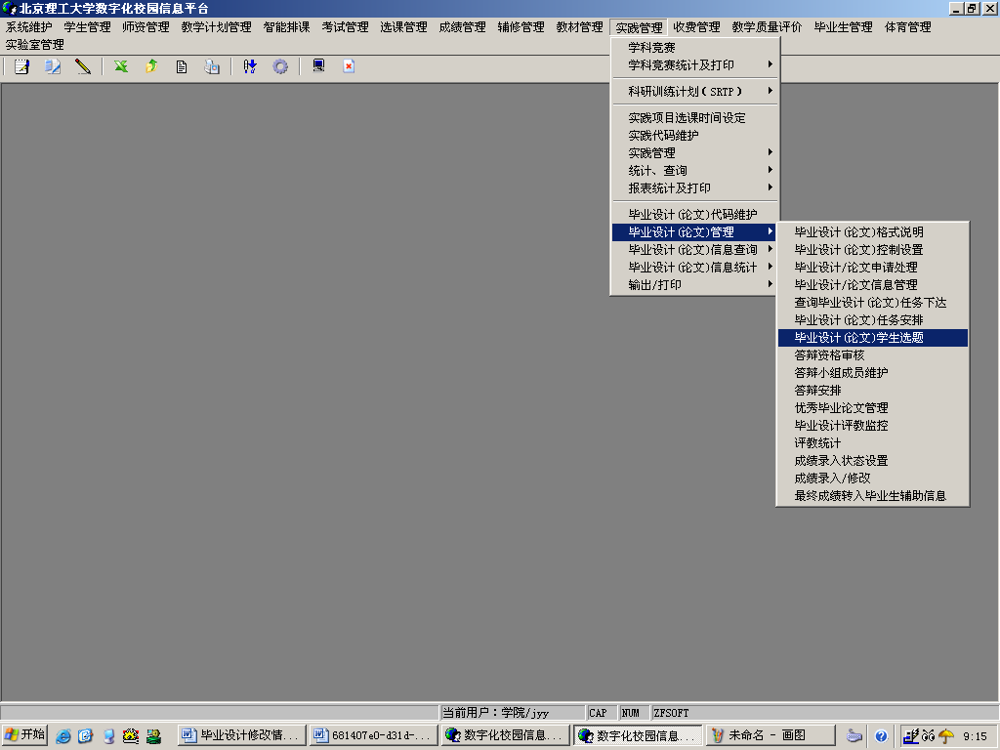 北京理工大学数字化校园信息平台
系统维护 学生管理 师资管理 教学计划管理 智能排课 考试管理 选课管理 成绩管理 辅修管理 教材管理 实践管理 收费管理 教学质量评价 毕业生管理 体育管理
实验室管理
学科竞赛
学科竞赛统计及打印
科研训练计划(SRTP)
实践项目选课时间设定
实践代码维护
实践管理
统计、查询
报表统计及打印
毕业设计(论文)代码维护
毕业设计(论文)管理
毕业设计(论文)信息查询
毕业设计(论文)信息统计
输出/打印
毕业设计(论文)格式说明
毕业设计(论文)控制设置
毕业设计/论文申请处理
毕业设计/论文信息管理
查询毕业设计(论文)任务下达
毕业设计(论文)任务安排
毕业设计(论文)学生选题
答辩资格审核
答辩小组成员维护
答辩安排
优秀毕业论文管理
毕业设计评教监控
评教统计
成绩录入状态设置
成绩录入/修改
最终成绩转入毕业生辅助信息
当前用户：学院/jyy CAP NUM ZFSOFT
开始 毕业设计修改情... 681407e0-d31d-... 数字化校园信息... 数字化校园信息... 未命名 - 画图 9:15